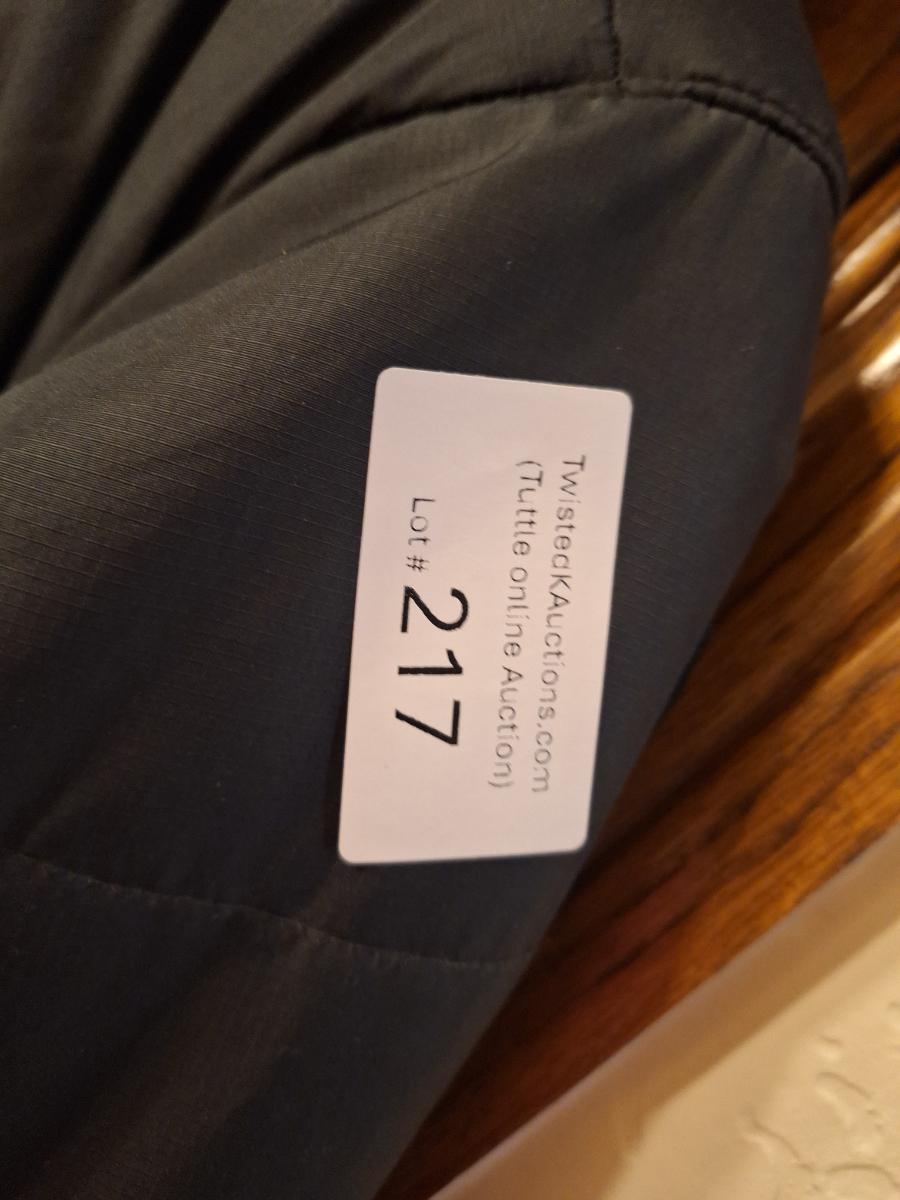 TwistedKAuctions.com
(Tuttle online Auction)
Lot # 217